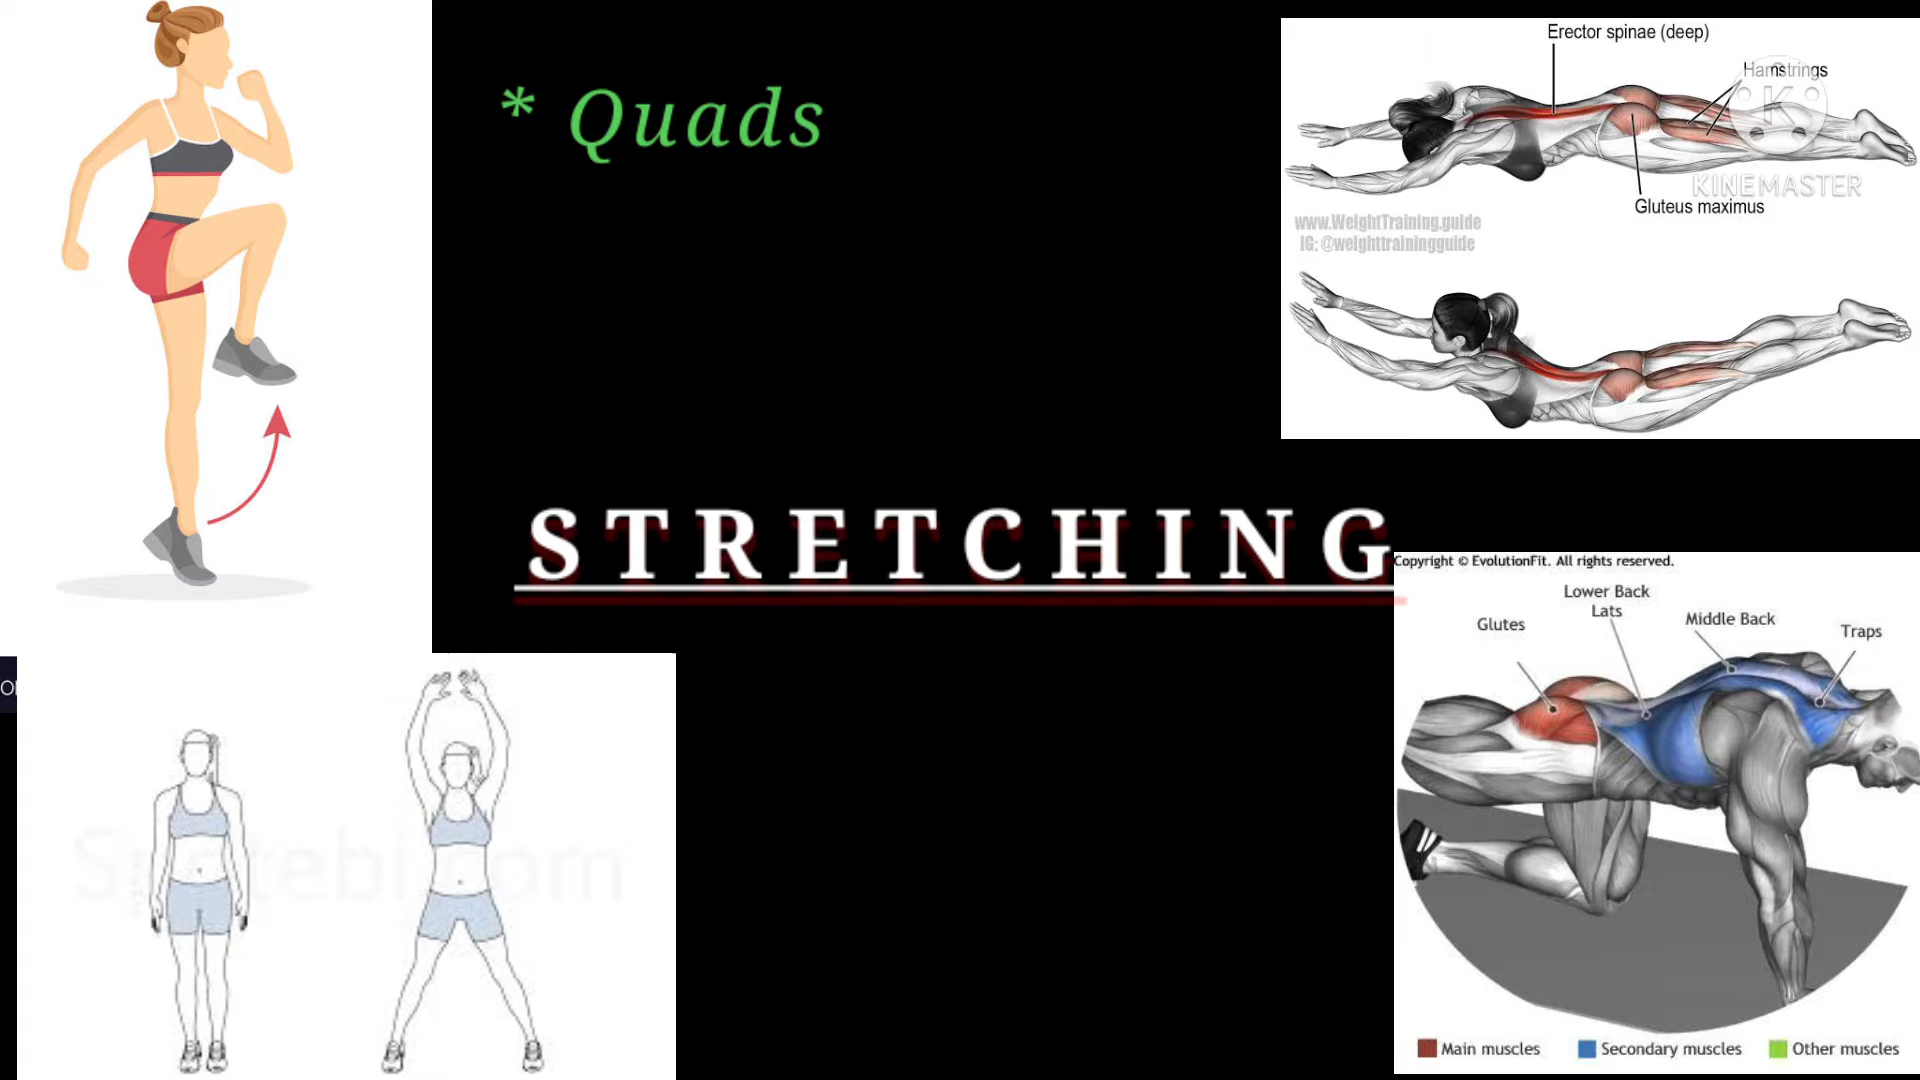 * Quads
Erector spinae (deep)
Hamstrings
KINEMASTER
Gluteus maximus
www.WeightTraining.guide
IG: @weighttrainingguide
STRETCHING
Copyright © EvolutionFit. All rights reserved.
Lower Back
Lats
Glutes
Middle Back
Traps
Main muscles
Secondary muscles
Other muscles